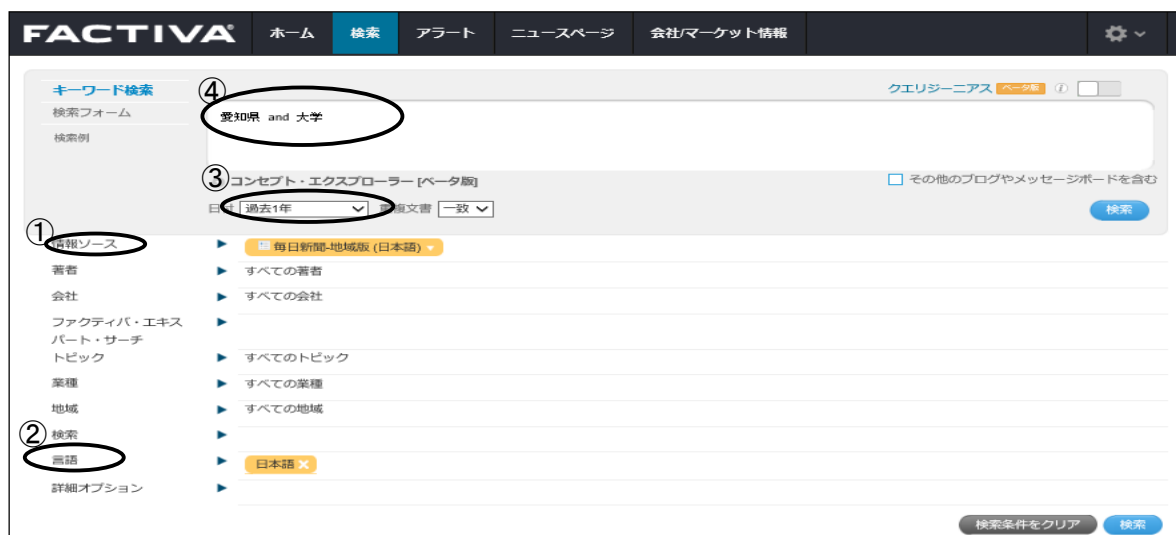 FACTIVA ホーム 検索 アラート ニュースページ 会社/マーケット情報
キーワード検索 ④ クエリジーニアス ベータ版 i
検索フォーム
愛知県 and 大学
検索例
③ コンセプト・エクスプローラー [ベータ版] その他のブログやメッセージボードを含む
日付 過去1年 重複文書 一致 検索
① 情報ソース 毎日新聞-地域版 (日本語)
著者 すべての著者
会社 すべての会社
ファクティバ・エキス
パート・サーチ
トピック すべてのトピック
業種 すべての業種
地域 すべての地域
② 検索
言語 日本語
詳細オプション
検索条件をクリア 検索